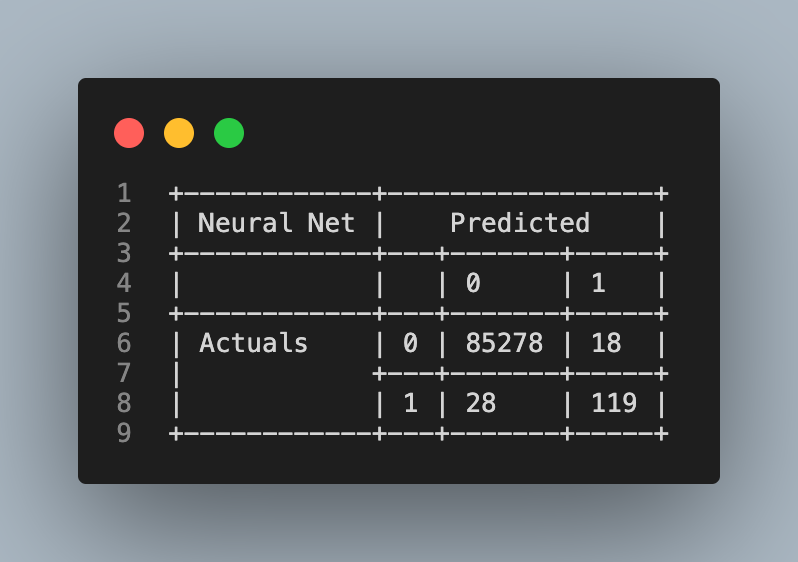 1 +------------+-----------------+
2 | Neural Net |    Predicted    |
3 +------------+---+-------+-----+
4 |            |   | 0     | 1   |
5 +------------+---+-------+-----+
6 | Actuals    | 0 | 85278 | 18  |
7 |            +---+-------+-----+
8 |            | 1 | 28    | 119 |
9 +------------+---+-------+-----+